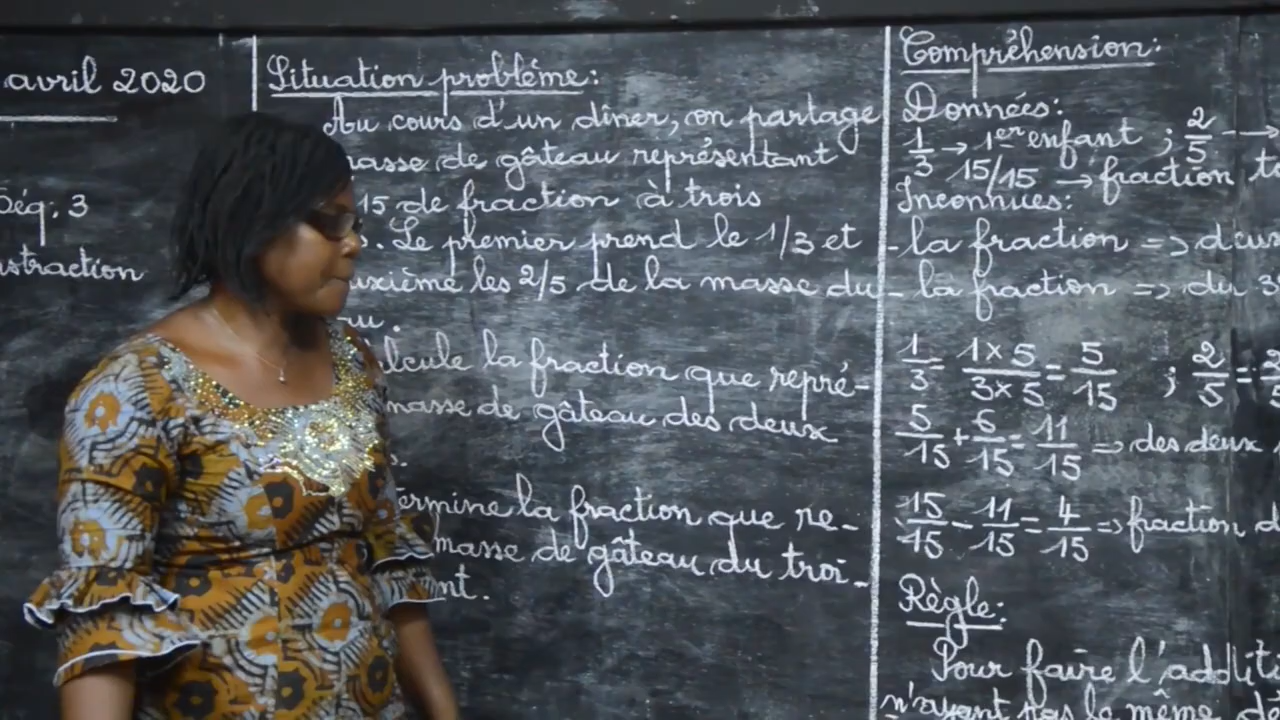 avril 2020
Séq. 3
Situation problème:
Au cours d'un dîner, on partage
masse de gâteau représentant
15 de fraction à trois
s. Le premier prend le 1/3 et
uxième les 2/5 de la masse du
ru.
lcule la fraction que repré-
masse de gâteau des deux
s.
ermine la fraction que re-
masse de gâteau du troi-
nt.
Compréhension:
Données:
1/3 → 1er enfant ; 2/5 →
15/15 → fraction
Inconnues:
- la fraction => deux
- la fraction => du 3
1/3 = 1×5/3×5 = 5/15 ; 2/5 =
5/15 + 6/15 = 11/15 => des deux
15/15 - 11/15 = 4/15 => fraction d
Règle:
Pour faire l'additi
n'ayant pas le même dé